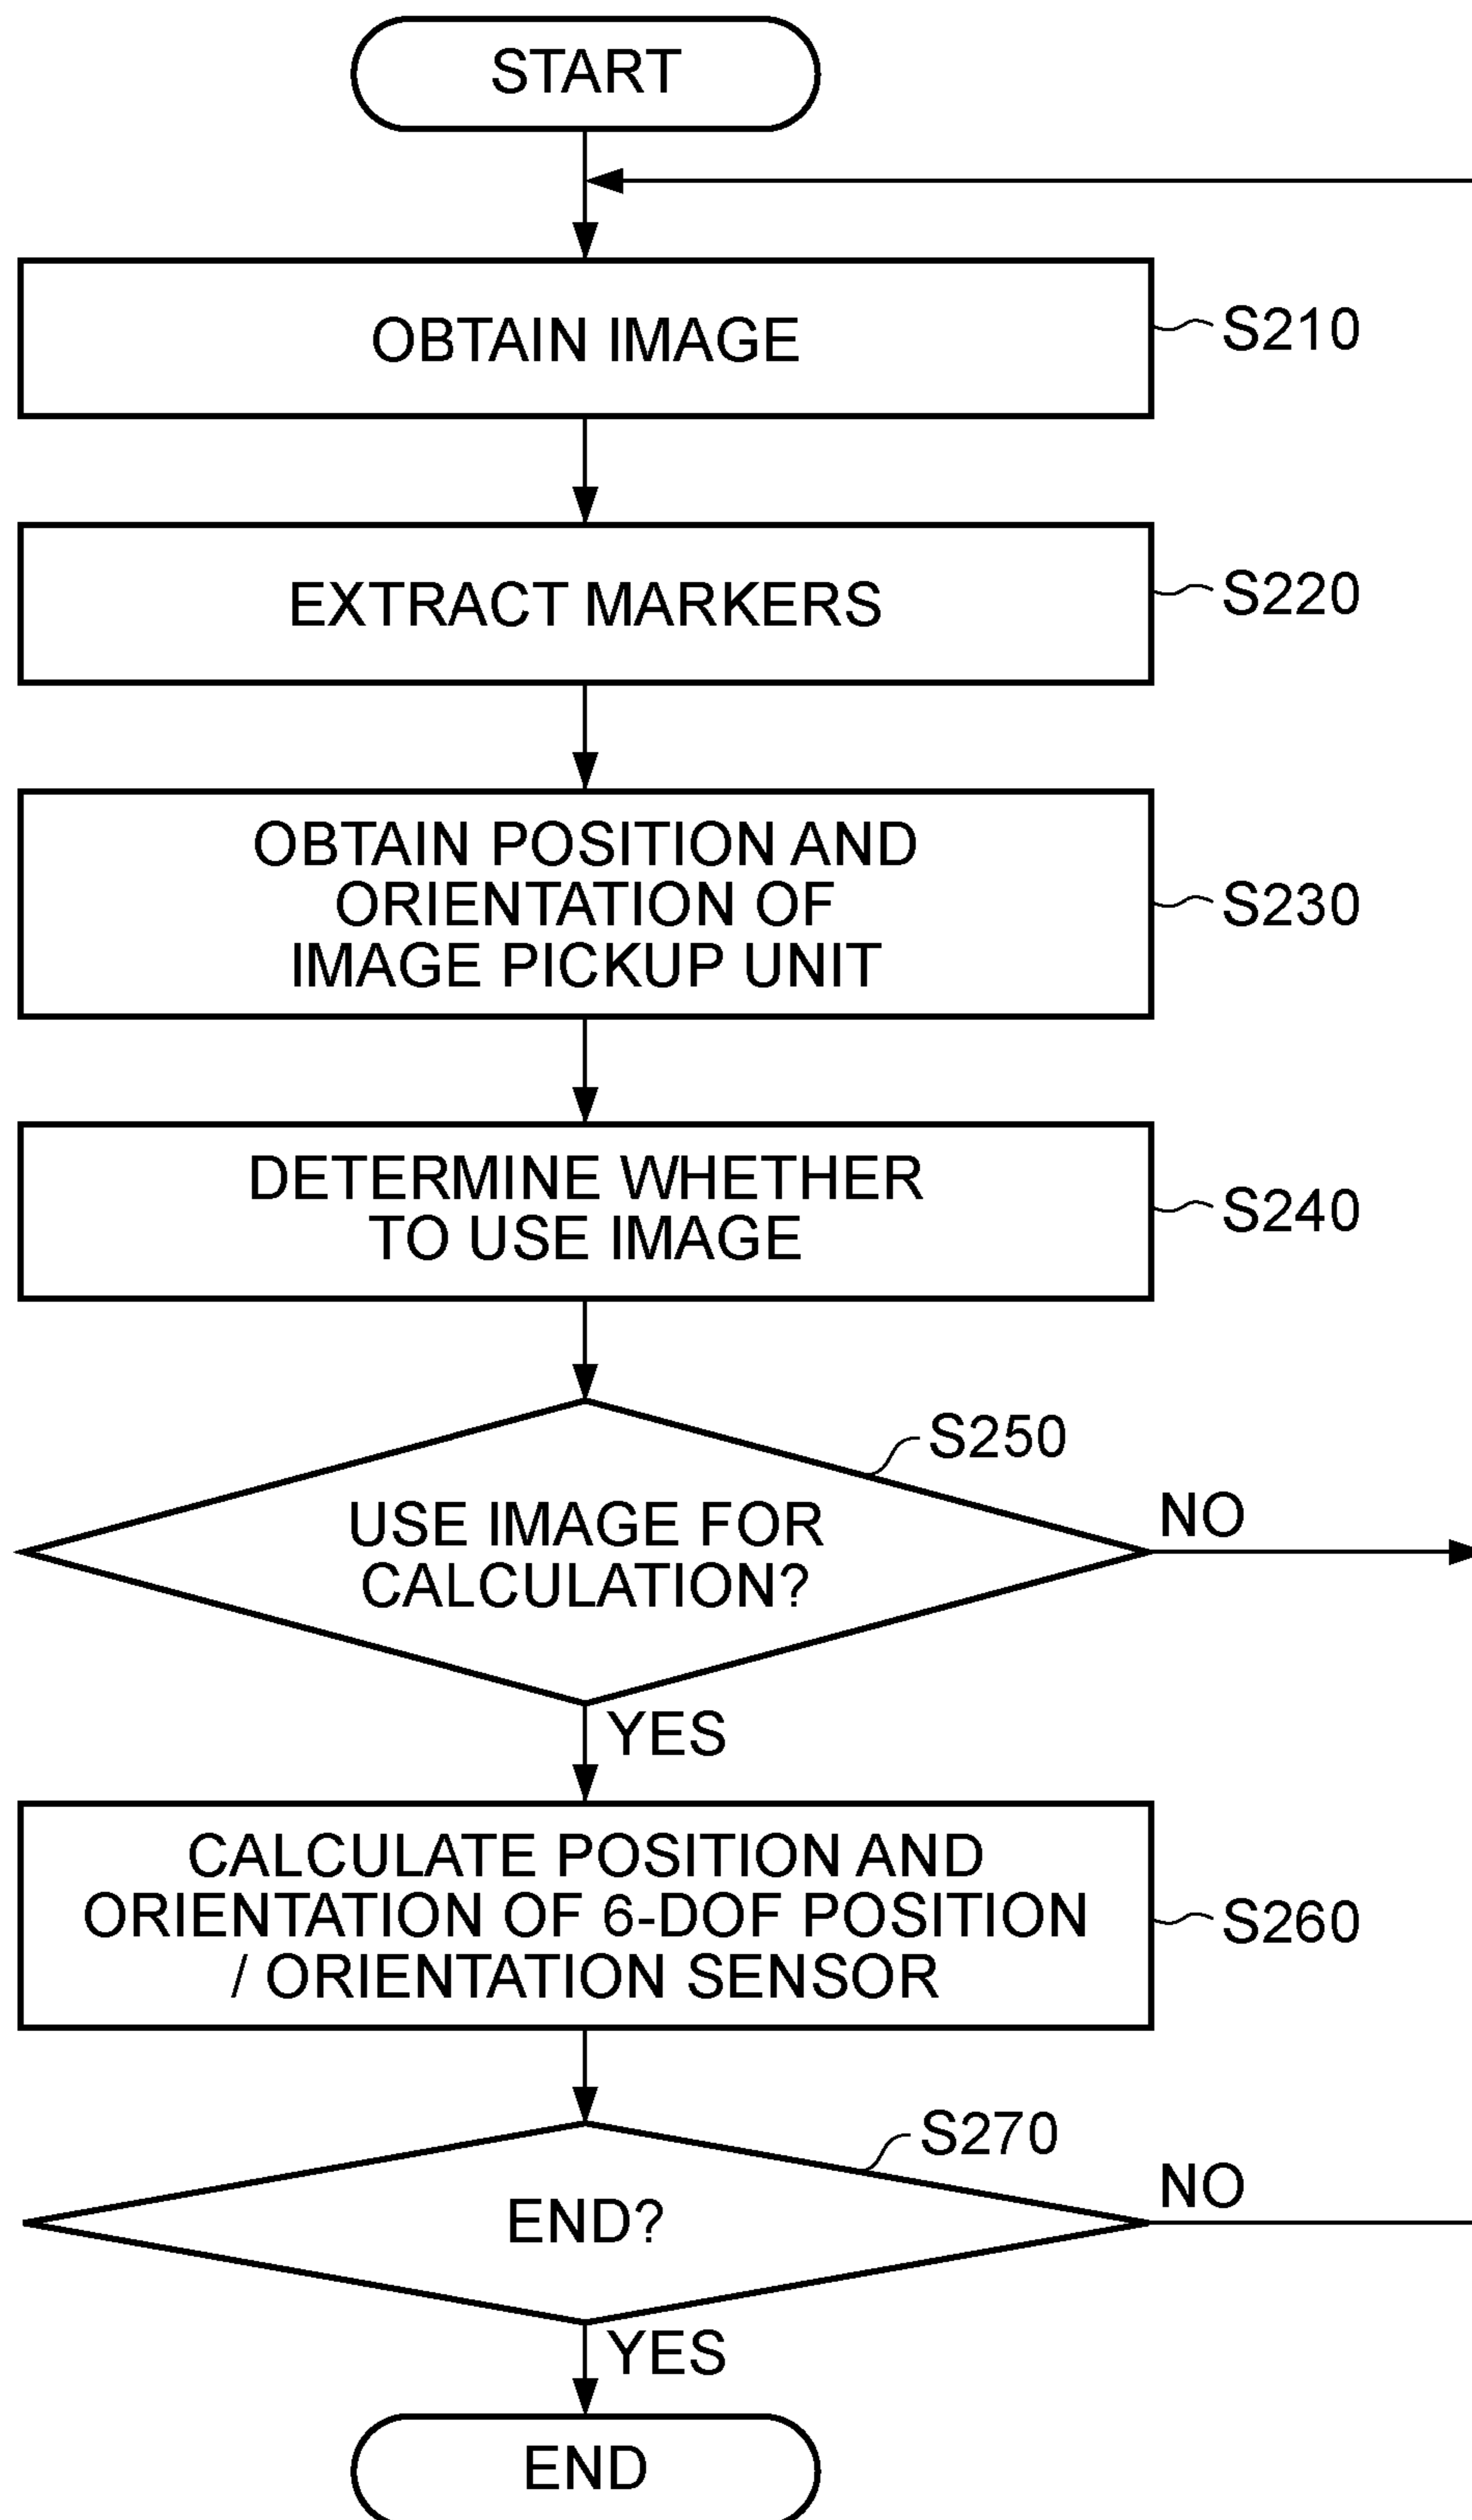 START
OBTAIN IMAGE
S210
EXTRACT MARKERS
S220
OBTAIN POSITION AND
ORIENTATION OF
IMAGE PICKUP UNIT
S230
DETERMINE WHETHER
TO USE IMAGE
S240
S250
USE IMAGE FOR
CALCULATION?
NO
YES
CALCULATE POSITION AND
ORIENTATION OF 6-DOF POSITION
/ ORIENTATION SENSOR
S260
S270
END?
NO
YES
END